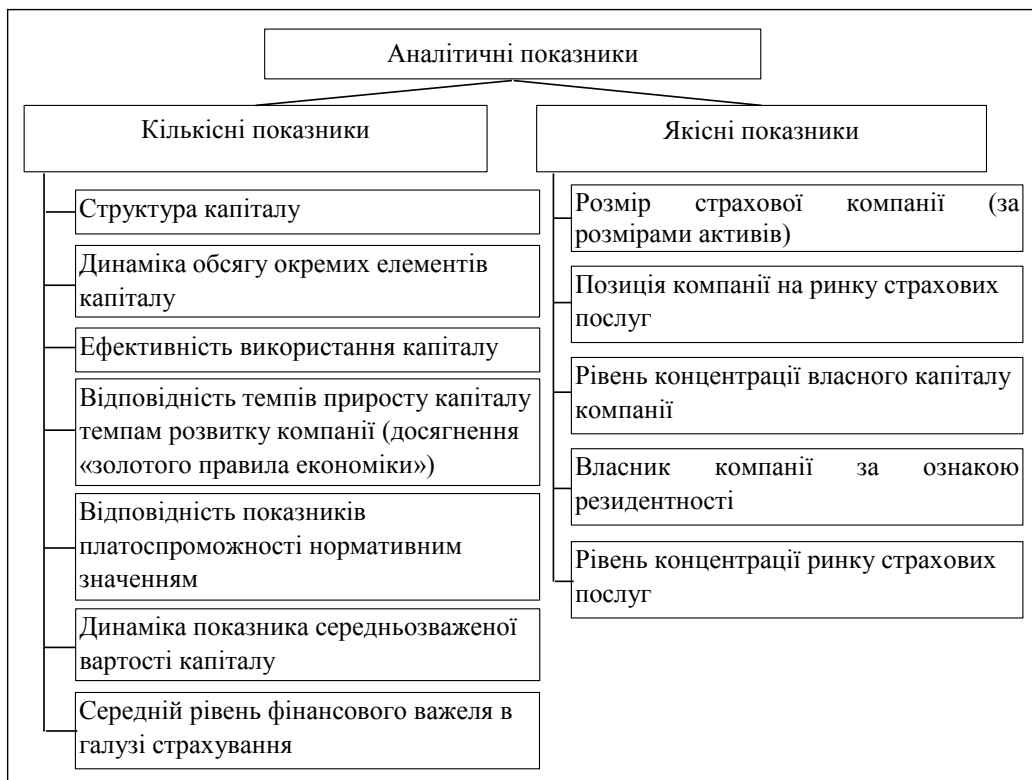 Аналітичні показники
Кількісні показники
Структура капіталу
Динаміка обсягу окремих елементів
капіталу
Ефективність використання капіталу
Відповідність темпів приросту капіталу
темпам розвитку компанії (досягнення
«золотого правила економіки»)
Відповідність показників
платоспроможності нормативним
значенням
Динаміка показника середньозваженої
вартості капіталу
Середній рівень фінансового важеля в
галузі страхування
Якісні показники
Розмір страхової компанії (за
розмірами активів)
Позиція компанії на ринку страхових
послуг
Рівень концентрації власного капіталу
компанії
Власник компанії за ознакою
резидентності
Рівень концентрації ринку страхових
послуг